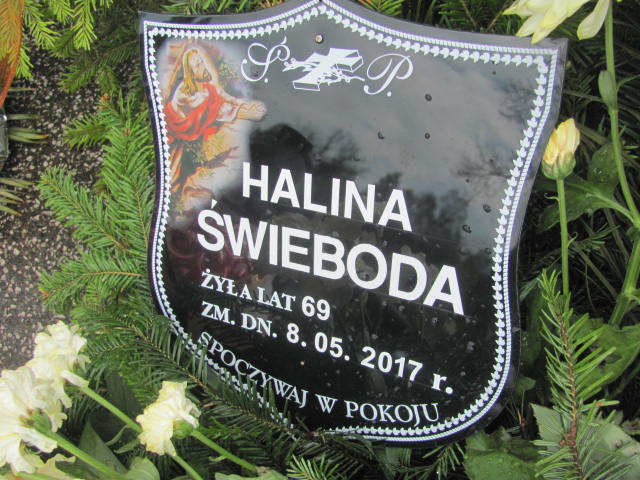 Ś. P.
HALINA
ŚWIEBODA
ŻYŁA LAT 69
ZM. DN. 8. 05. 2017 r.
SPOCZYWAJ W POKOJU